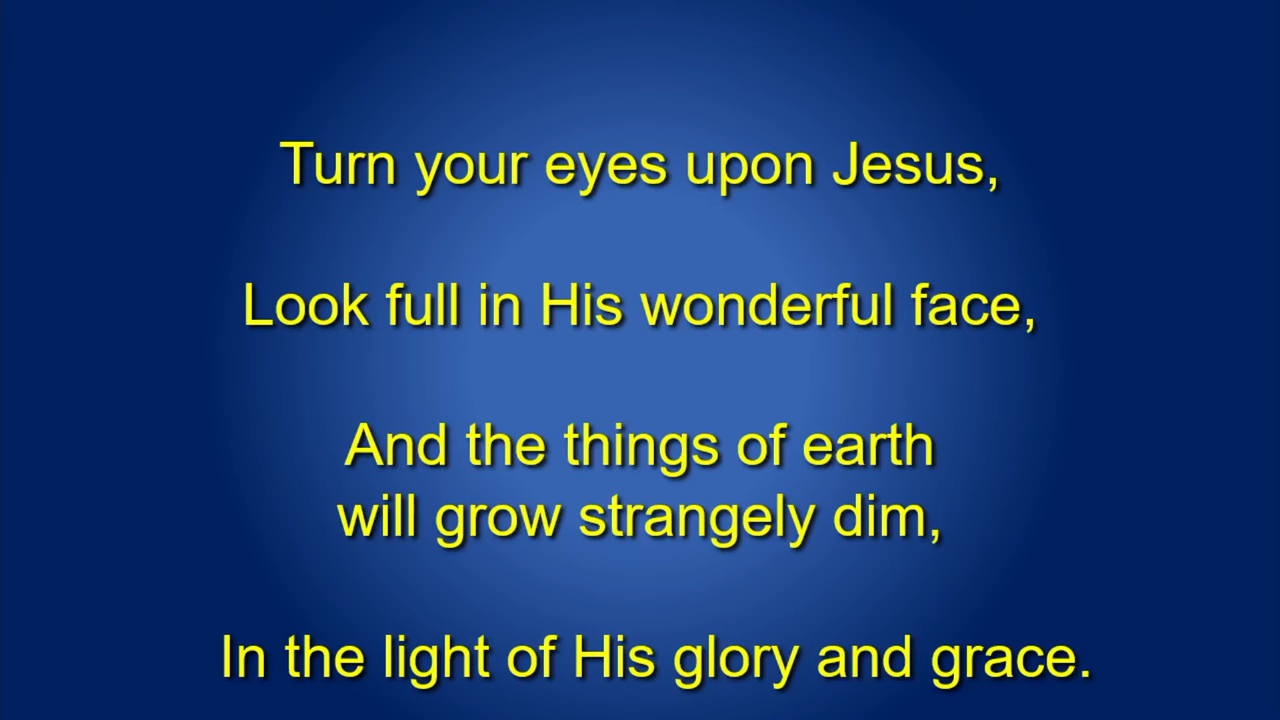 Turn your eyes upon Jesus,
Look full in His wonderful face,
And the things of earth
will grow strangely dim,
In the light of His glory and grace.